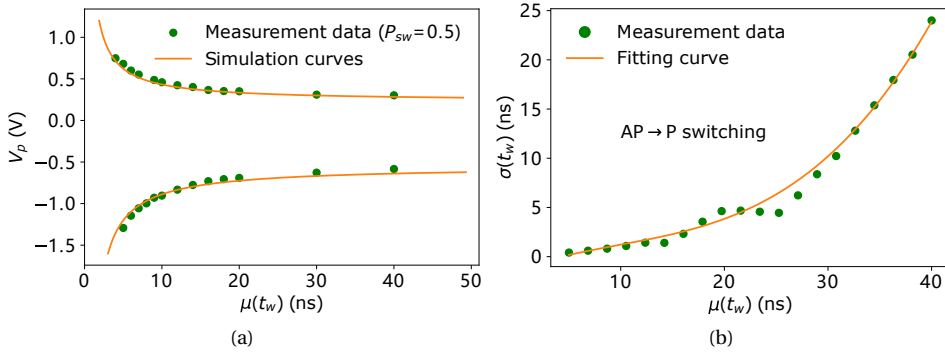 Measurement data (P_sw=0.5)
Simulation curves
1.0
0.5
0.0
−0.5
−1.0
−1.5
V_p (V)
0 10 20 30 40 50
μ(t_w) (ns)
(a)
Measurement data
Fitting curve
AP→P switching
25
20
15
10
5
0
σ(t_w) (ns)
10 20 30 40
μ(t_w) (ns)
(b)